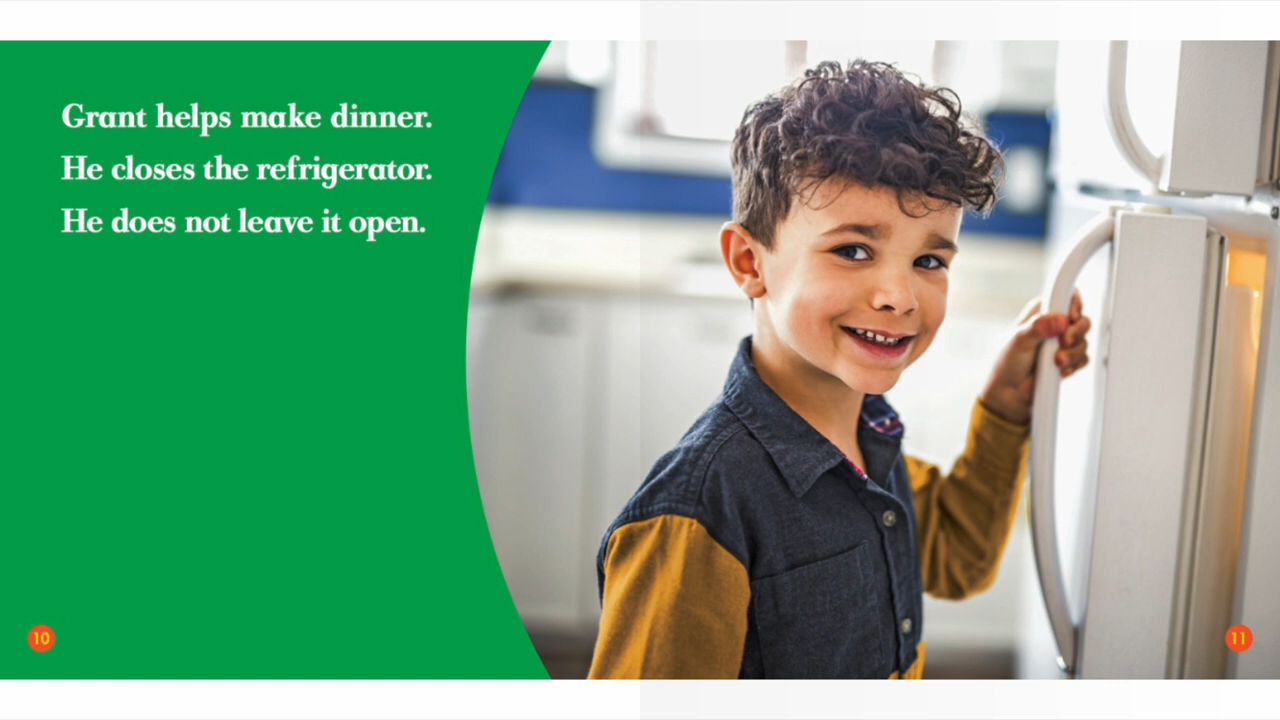 Grant helps make dinner.
He closes the refrigerator.
He does not leave it open.
10
11